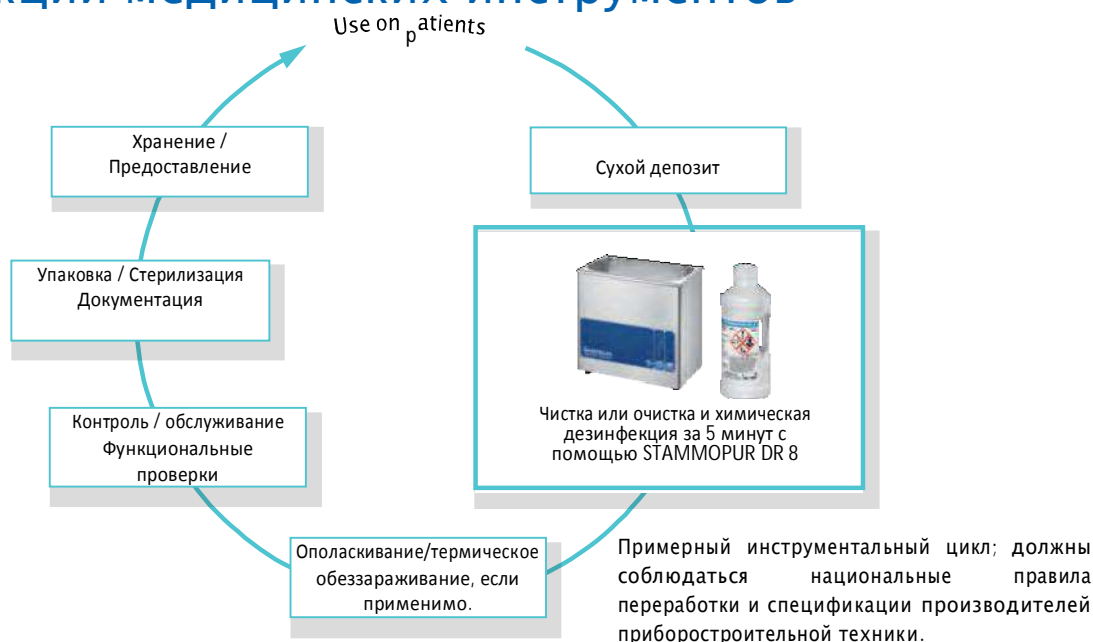 кции медицинских инструментов
Use on patients
Хранение /
Предоставление
Сухой депозит
Упаковка / Стерилизация
Документация
Чистка или очистка и химическая
дезинфекция за 5 минут с
помощью STAMMOPUR DR 8
Контроль / обслуживание
Функциональные
проверки
Ополаскивание/термическое
обеззараживание, если
применимо.
Примерный инструментальный цикл; должны
соблюдаться национальные правила
переработки и спецификации производителей
приборостроительной техники.